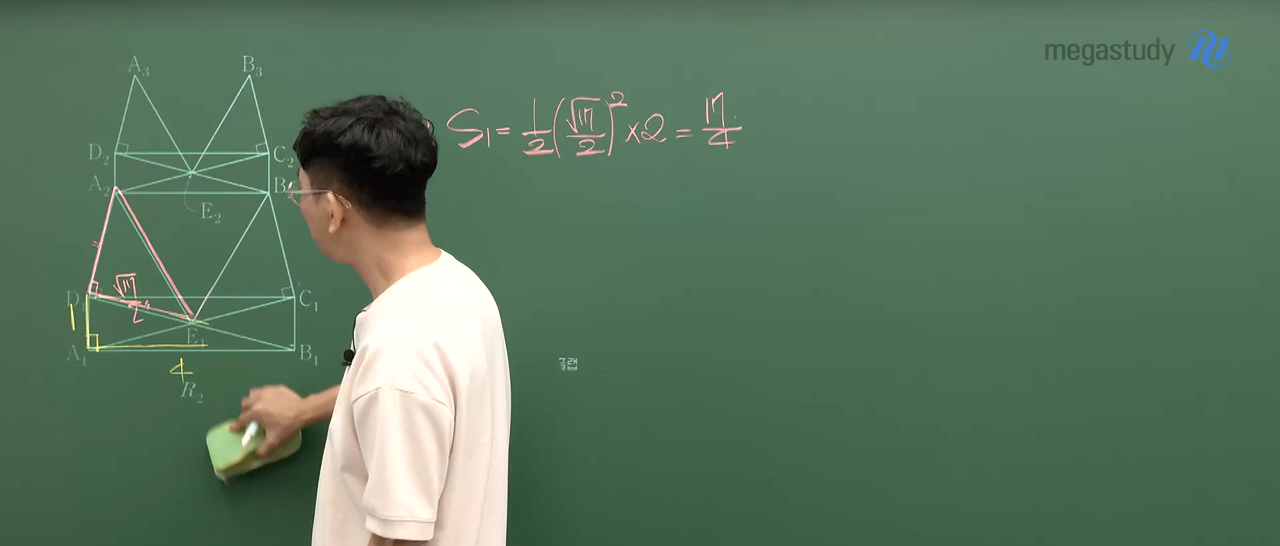 megastudy
A₃ B₃
S₁ = 1/2 (√17/2)² × 2 = 17/4
D₂ C₂
A₂
E₂
√17/2
D₁ C₁
1
E₁
A₁ B₁
4
R₂